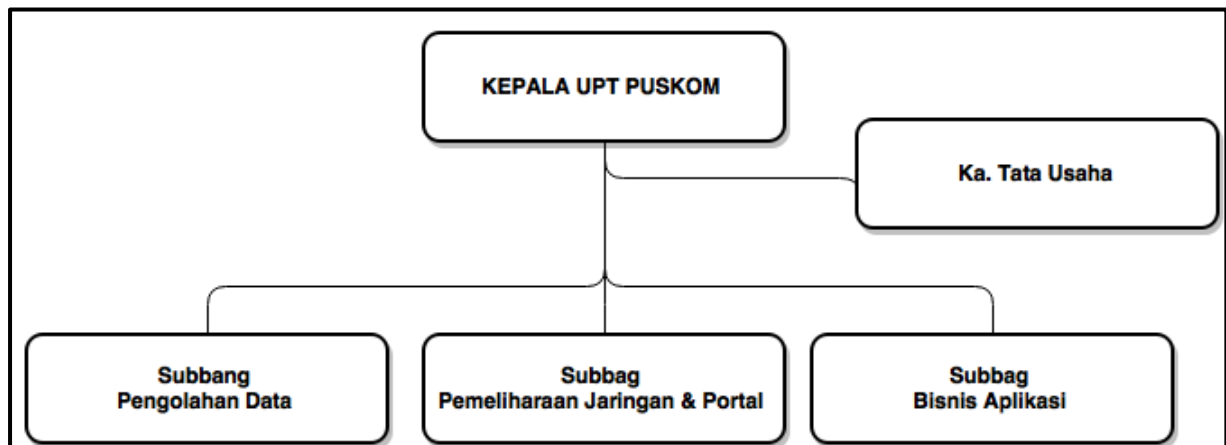 KEPALA UPT PUSKOM
Ka. Tata Usaha
Subbang
Pengolahan Data
Subbag
Pemeliharaan Jaringan & Portal
Subbag
Bisnis Aplikasi